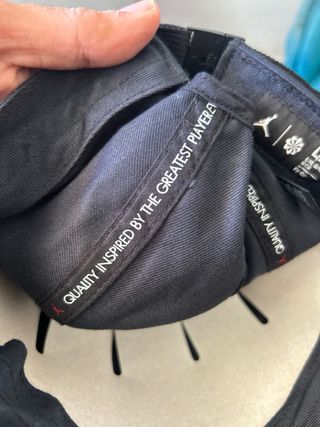 QUALITY INSPIRED BY THE GREATEST PLAYER
QUALITY INSPIRED